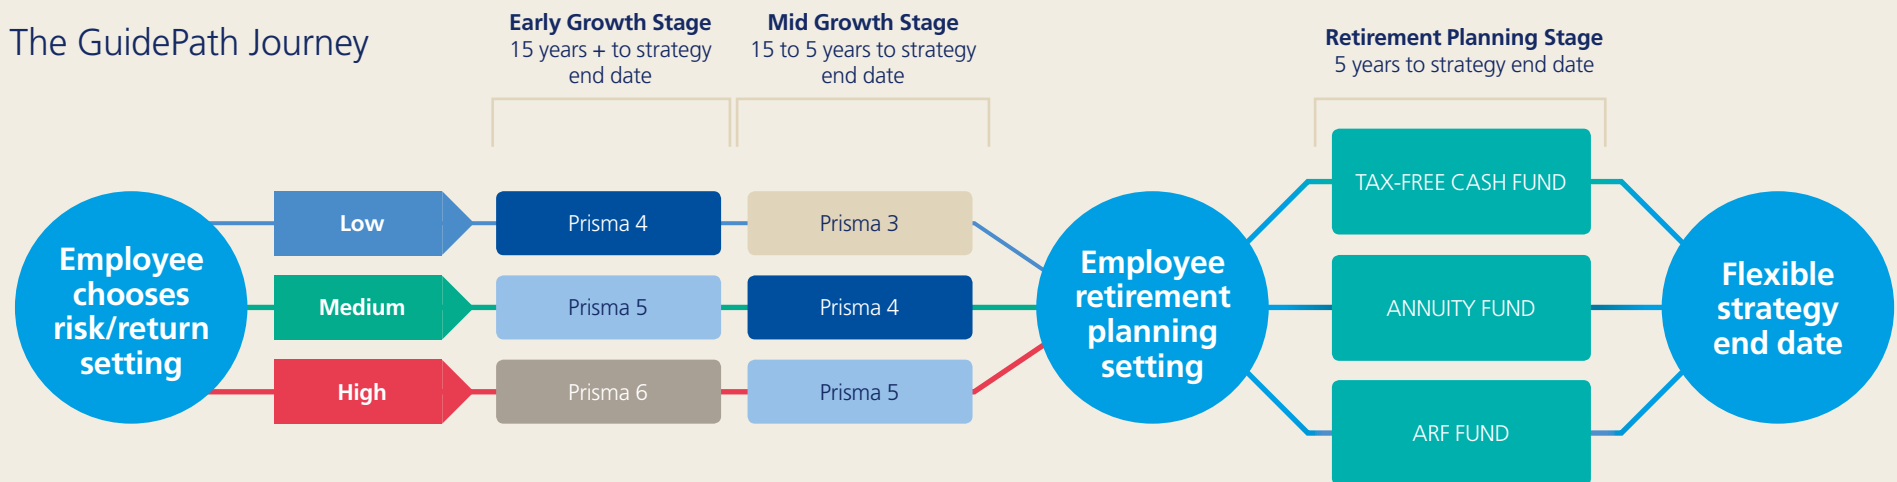 The GuidePath Journey
Early Growth Stage
15 years + to strategy
end date
Mid Growth Stage
15 to 5 years to strategy
end date
Retirement Planning Stage
5 years to strategy end date
Employee
chooses
risk/return
setting
Low
Prisma 4
Prisma 3
Medium
Prisma 5
Prisma 4
High
Prisma 6
Prisma 5
Employee
retirement
planning
setting
TAX-FREE CASH FUND
ANNUITY FUND
ARF FUND
Flexible
strategy
end date